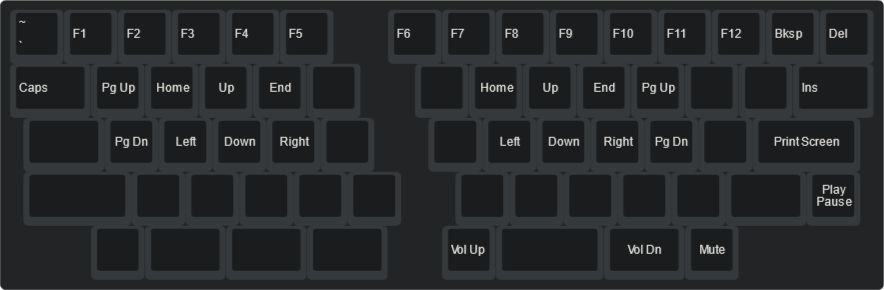 ~
`
F1 F2 F3 F4 F5 F6 F7 F8 F9 F10 F11 F12 Bksp Del
Caps Pg Up Home Up End Home Up End Pg Up Ins
Pg Dn Left Down Right Left Down Right Pg Dn Print Screen
Play
Pause
Vol Up Vol Dn Mute